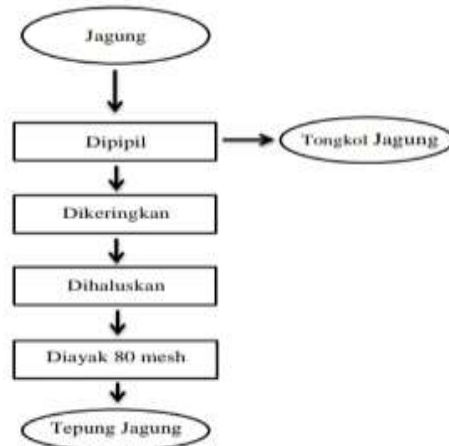 Jagung
Dipipil
Tongkol Jagung
Dikeringkan
Dihaluskan
Diayak 80 mesh
Tepung Jagung